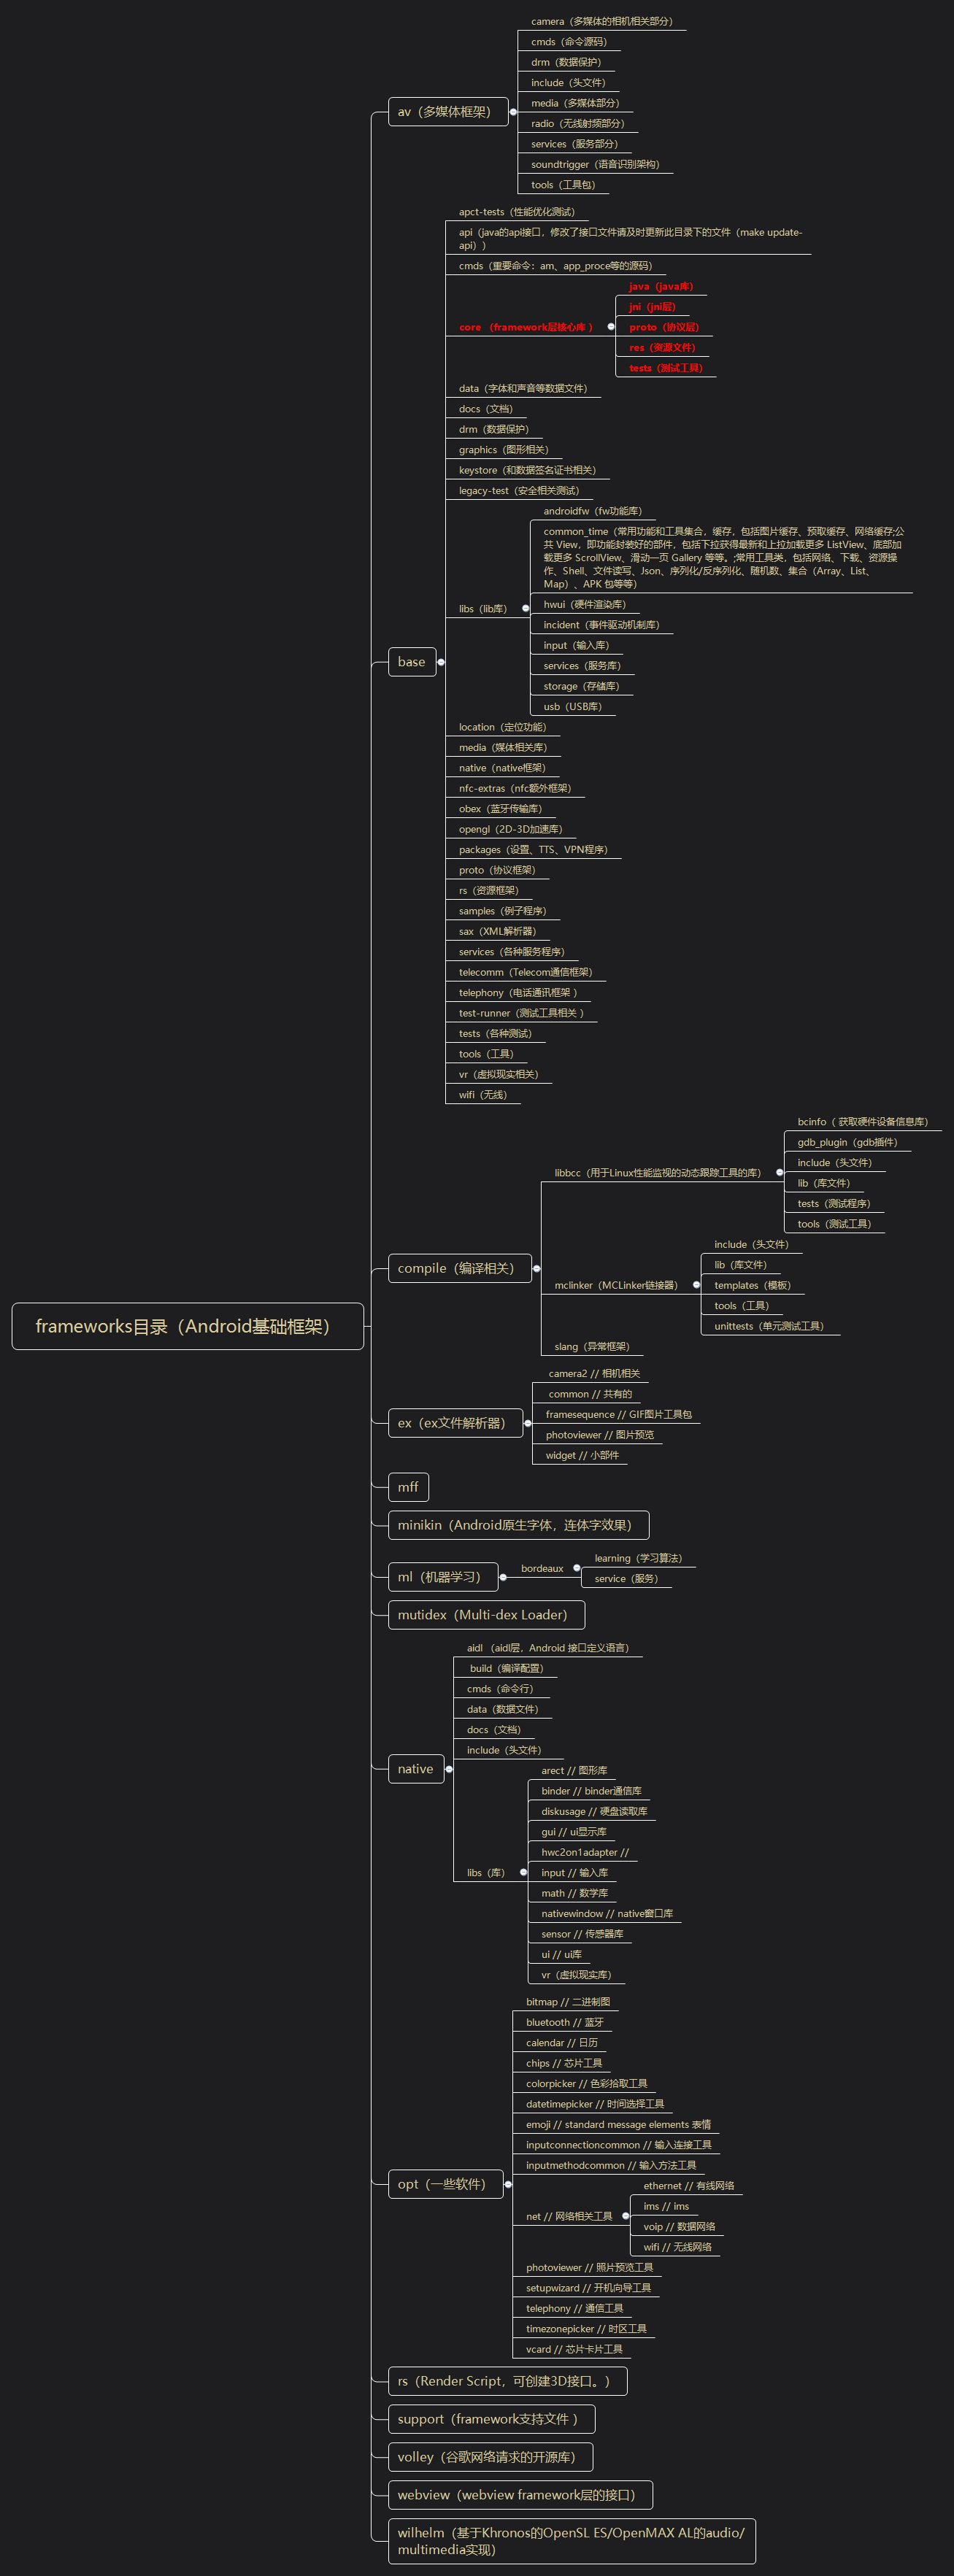 camera（多媒体的相机相关部分）
cmds（命令源码）
drm（数据保护）
include（头文件）
av（多媒体框架）
media（多媒体部分）
radio（无线射频部分）
services（服务部分）
soundtrigger（语音识别架构）
tools（工具包）
apct-tests（性能优化测试）
api（java的api接口，修改了接口文件请及时更新此目录下的文件（make update-
api））
cmds（重要命令：am、app_proce等的源码）
core （framework层核心库 ）
java（java库）
jni（jni层）
proto（协议层）
res（资源文件）
tests（测试工具）
data（字体和声音等数据文件）
docs（文档）
drm（数据保护）
graphics（图形相关）
keystore（和数据签名证书相关）
legacy-test（安全相关测试）
libs（lib库）
androidfw（fw功能库）
common_time（常用功能和工具集合，缓存，包括图片缓存、预取缓存、网络缓存;公
共 View，即功能封装好的部件，包括下拉获得最新和上拉加载更多 ListView、底部加
载更多 ScrollView、滑动一页 Gallery 等等。;常用工具类，包括网络、下载、资源操
作、Shell、文件读写、Json、序列化/反序列化、随机数、集合（Array、List、
Map）、APK 包等等）
hwui（硬件渲染库）
incident（事件驱动机制库）
input（输入库）
services（服务库）
storage（存储库）
usb（USB库）
base
location（定位功能）
media（媒体相关库）
native（native框架）
nfc-extras（nfc额外框架）
obex（蓝牙传输库）
opengl（2D-3D加速库）
packages（设置、TTS、VPN程序）
proto（协议框架）
rs（资源框架）
samples（例子程序）
sax（XML解析器）
services（各种服务程序）
telecomm（Telecom通信框架）
telephony（电话通讯框架 ）
test-runner（测试工具相关 ）
tests（各种测试）
tools（工具）
vr（虚拟现实相关）
wifi（无线）
frameworks目录（Android基础框架）
compile（编译相关）
libbcc（用于Linux性能监视的动态跟踪工具的库）
bcinfo（ 获取硬件设备信息库）
gdb_plugin（gdb插件）
include（头文件）
lib（库文件）
tests（测试程序）
tools（测试工具）
mclinker（MCLinker链接器）
include（头文件）
lib（库文件）
templates（模板）
tools（工具）
unittests（单元测试工具）
slang（异常框架）
ex（ex文件解析器）
camera2 // 相机相关
common // 共有的
framesequence // GIF图片工具包
photoviewer // 图片预览
widget // 小部件
mff
minikin（Android原生字体，连体字效果）
ml（机器学习）
bordeaux
learning（学习算法）
service（服务）
mutidex（Multi-dex Loader）
native
aidl （aidl层，Android 接口定义语言）
build（编译配置）
cmds（命令行）
data（数据文件）
docs（文档）
include（头文件）
libs（库）
arect // 图形库
binder // binder通信库
diskusage // 硬盘读取库
gui // ui显示库
hwc2on1adapter //
input // 输入库
math // 数学库
nativewindow // native窗口库
sensor // 传感器库
ui // ui库
vr（虚拟现实库）
opt（一些软件）
bitmap // 二进制图
bluetooth // 蓝牙
calendar // 日历
chips // 芯片工具
colorpicker // 色彩拾取工具
datetimepicker // 时间选择工具
emoji // standard message elements 表情
inputconnectioncommon // 输入连接工具
inputmethodcommon // 输入方法工具
net // 网络相关工具
ethernet // 有线网络
ims // ims
voip // 数据网络
wifi // 无线网络
photoviewer // 照片预览工具
setupwizard // 开机向导工具
telephony // 通信工具
timezonepicker // 时区工具
vcard // 芯片卡片工具
rs（Render Script，可创建3D接口。）
support（framework支持文件 ）
volley（谷歌网络请求的开源库）
webview（webview framework层的接口）
wilhelm（基于Khronos的OpenSL ES/OpenMAX AL的audio/
multimedia实现）